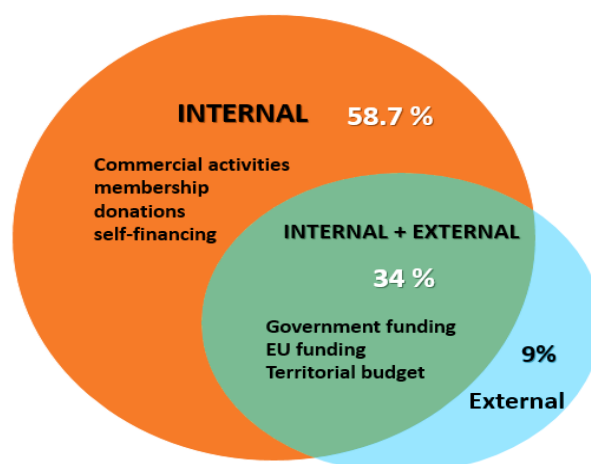 INTERNAL 58.7 %
Commercial activities
membership
donations
self-financing
INTERNAL + EXTERNAL
34 %
Government funding
EU funding
Territorial budget
9%
External